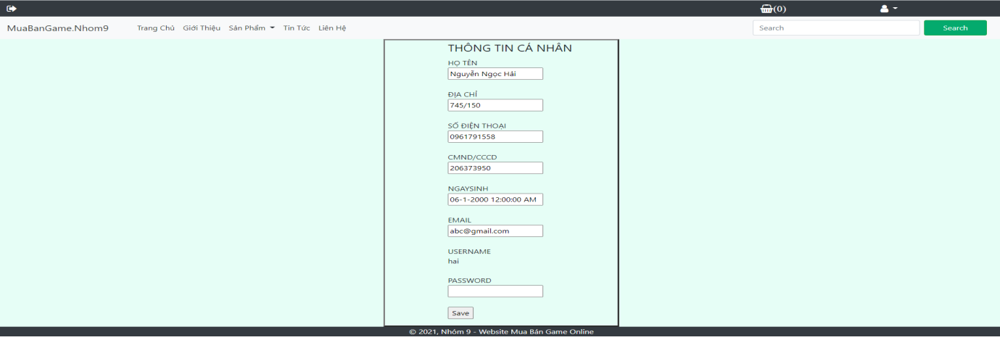 (0)
MuaBanGame.Nhom9 Trang Chủ Giới Thiệu Sản Phẩm Tin Tức Liên Hệ Search Search
THÔNG TIN CÁ NHÂN
HỌ TÊN
Nguyễn Ngọc Hải
ĐỊA CHỈ
745/150
SỐ ĐIỆN THOẠI
0961791558
CMND/CCCD
206373950
NGAYSINH
06-1-2000 12:00:00 AM
EMAIL
abc@gmail.com
USERNAME
hai
PASSWORD
Save
© 2021, Nhóm 9 - Website Mua Bán Game Online